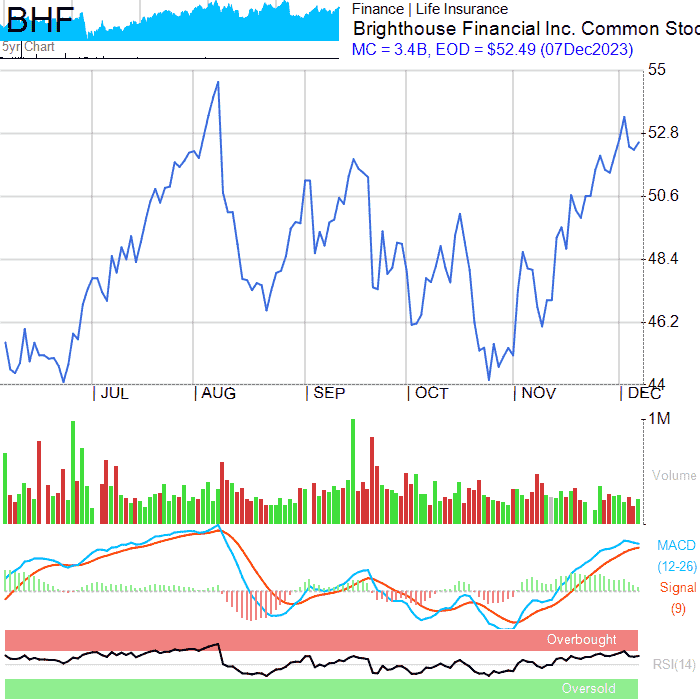 BHF
5yr Chart
Finance | Life Insurance
Brighthouse Financial Inc. Common Stoc
MC = 3.4B, EOD = $52.49 (07Dec2023)
55
52.8
50.6
48.4
46.2
44
JUL AUG SEP OCT NOV DEC
1M
Volume
MACD
(12-26)
Signal
(9)
Overbought
RSI(14)
Oversold